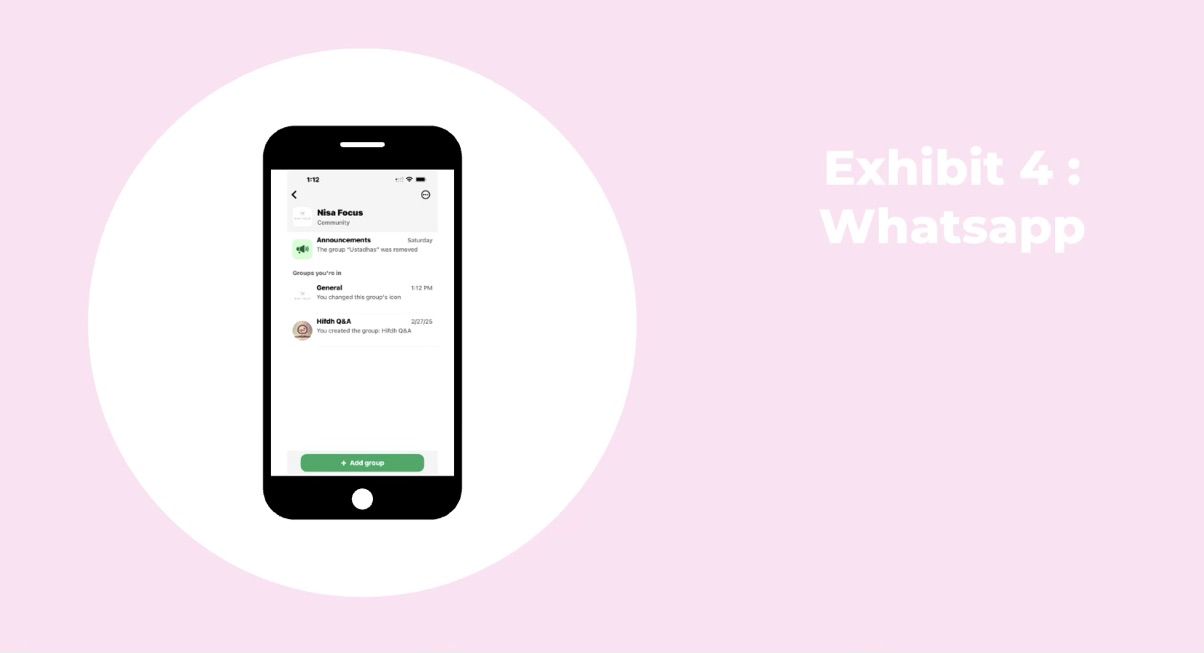 Exhibit 4 :
Whatsapp
1:12
Nisa Focus
Community
Announcements Saturday
The group "Ustadhas" was removed
Groups you're in
General 1:12 PM
You changed this group's icon
Hifdh Q&A 2/27/25
You created the group: Hifdh Q&A
+ Add group